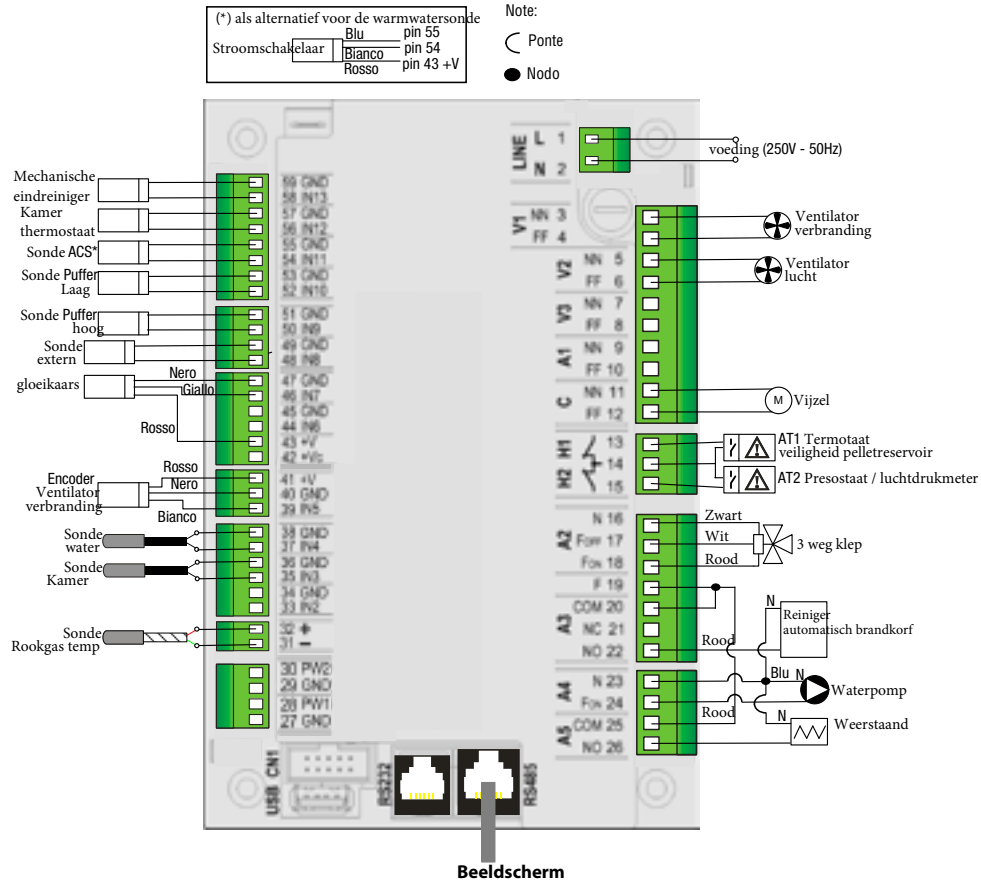 (*) als alternatief voor de warmwatersonde
Stroomschakelaar
Blu pin 55
Bianco pin 54
Rosso pin 43 +V
Note:
Ponte
Nodo
Mechanische
eindreiniger
Kamer
thermostaat
Sonde ACS*
Sonde Puffer
Laag
Sonde Puffer
hoog
Sonde
extern
gloeikaars
Nero
Giallo
Rosso
Encoder
Ventilator
verbranding
Rosso
Nero
Bianco
Sonde
water
Sonde
Kamer
Sonde
Rookgas temp
59 GND
58 IN13
57 GND
56 IN12
55 GND
54 IN11
53 GND
52 IN10
51 GND
50 IN9
49 GND
48 IN8
47 GND
46 IN7
45 GND
44 IN6
43 +V
42 +Vs
41 +V
40 GND
39 IN5
38 GND
37 IN4
36 GND
35 IN3
34 GND
33 IN2
32 +
31 −
30 PW2
29 GND
28 PW1
27 GND
USB CN1
RS232
RS485
Beeldscherm
LINE
L 1
N 2
V1
NN 3
FF 4
V2
NN 5
FF 6
V3
NN 7
FF 8
A1
NN 9
FF 10
C
NN 11
FF 12
H1
H2
13
14
15
A2
N 16
FOFF 17
FON 18
A3
F 19
COM 20
NC 21
NO 22
A4
N 23
FON 24
A5
COM 25
NO 26
voeding (250V - 50Hz)
Ventilator
verbranding
Ventilator
lucht
M
Vijzel
AT1 Termotaat
veiligheid pelletreservoir
AT2 Presostaat / luchtdrukmeter
Zwart
Wit
Rood
3 weg klep
N
Reiniger
automatisch brandkorf
Rood
Blu
N
Waterpomp
Rood
N
Weerstaand